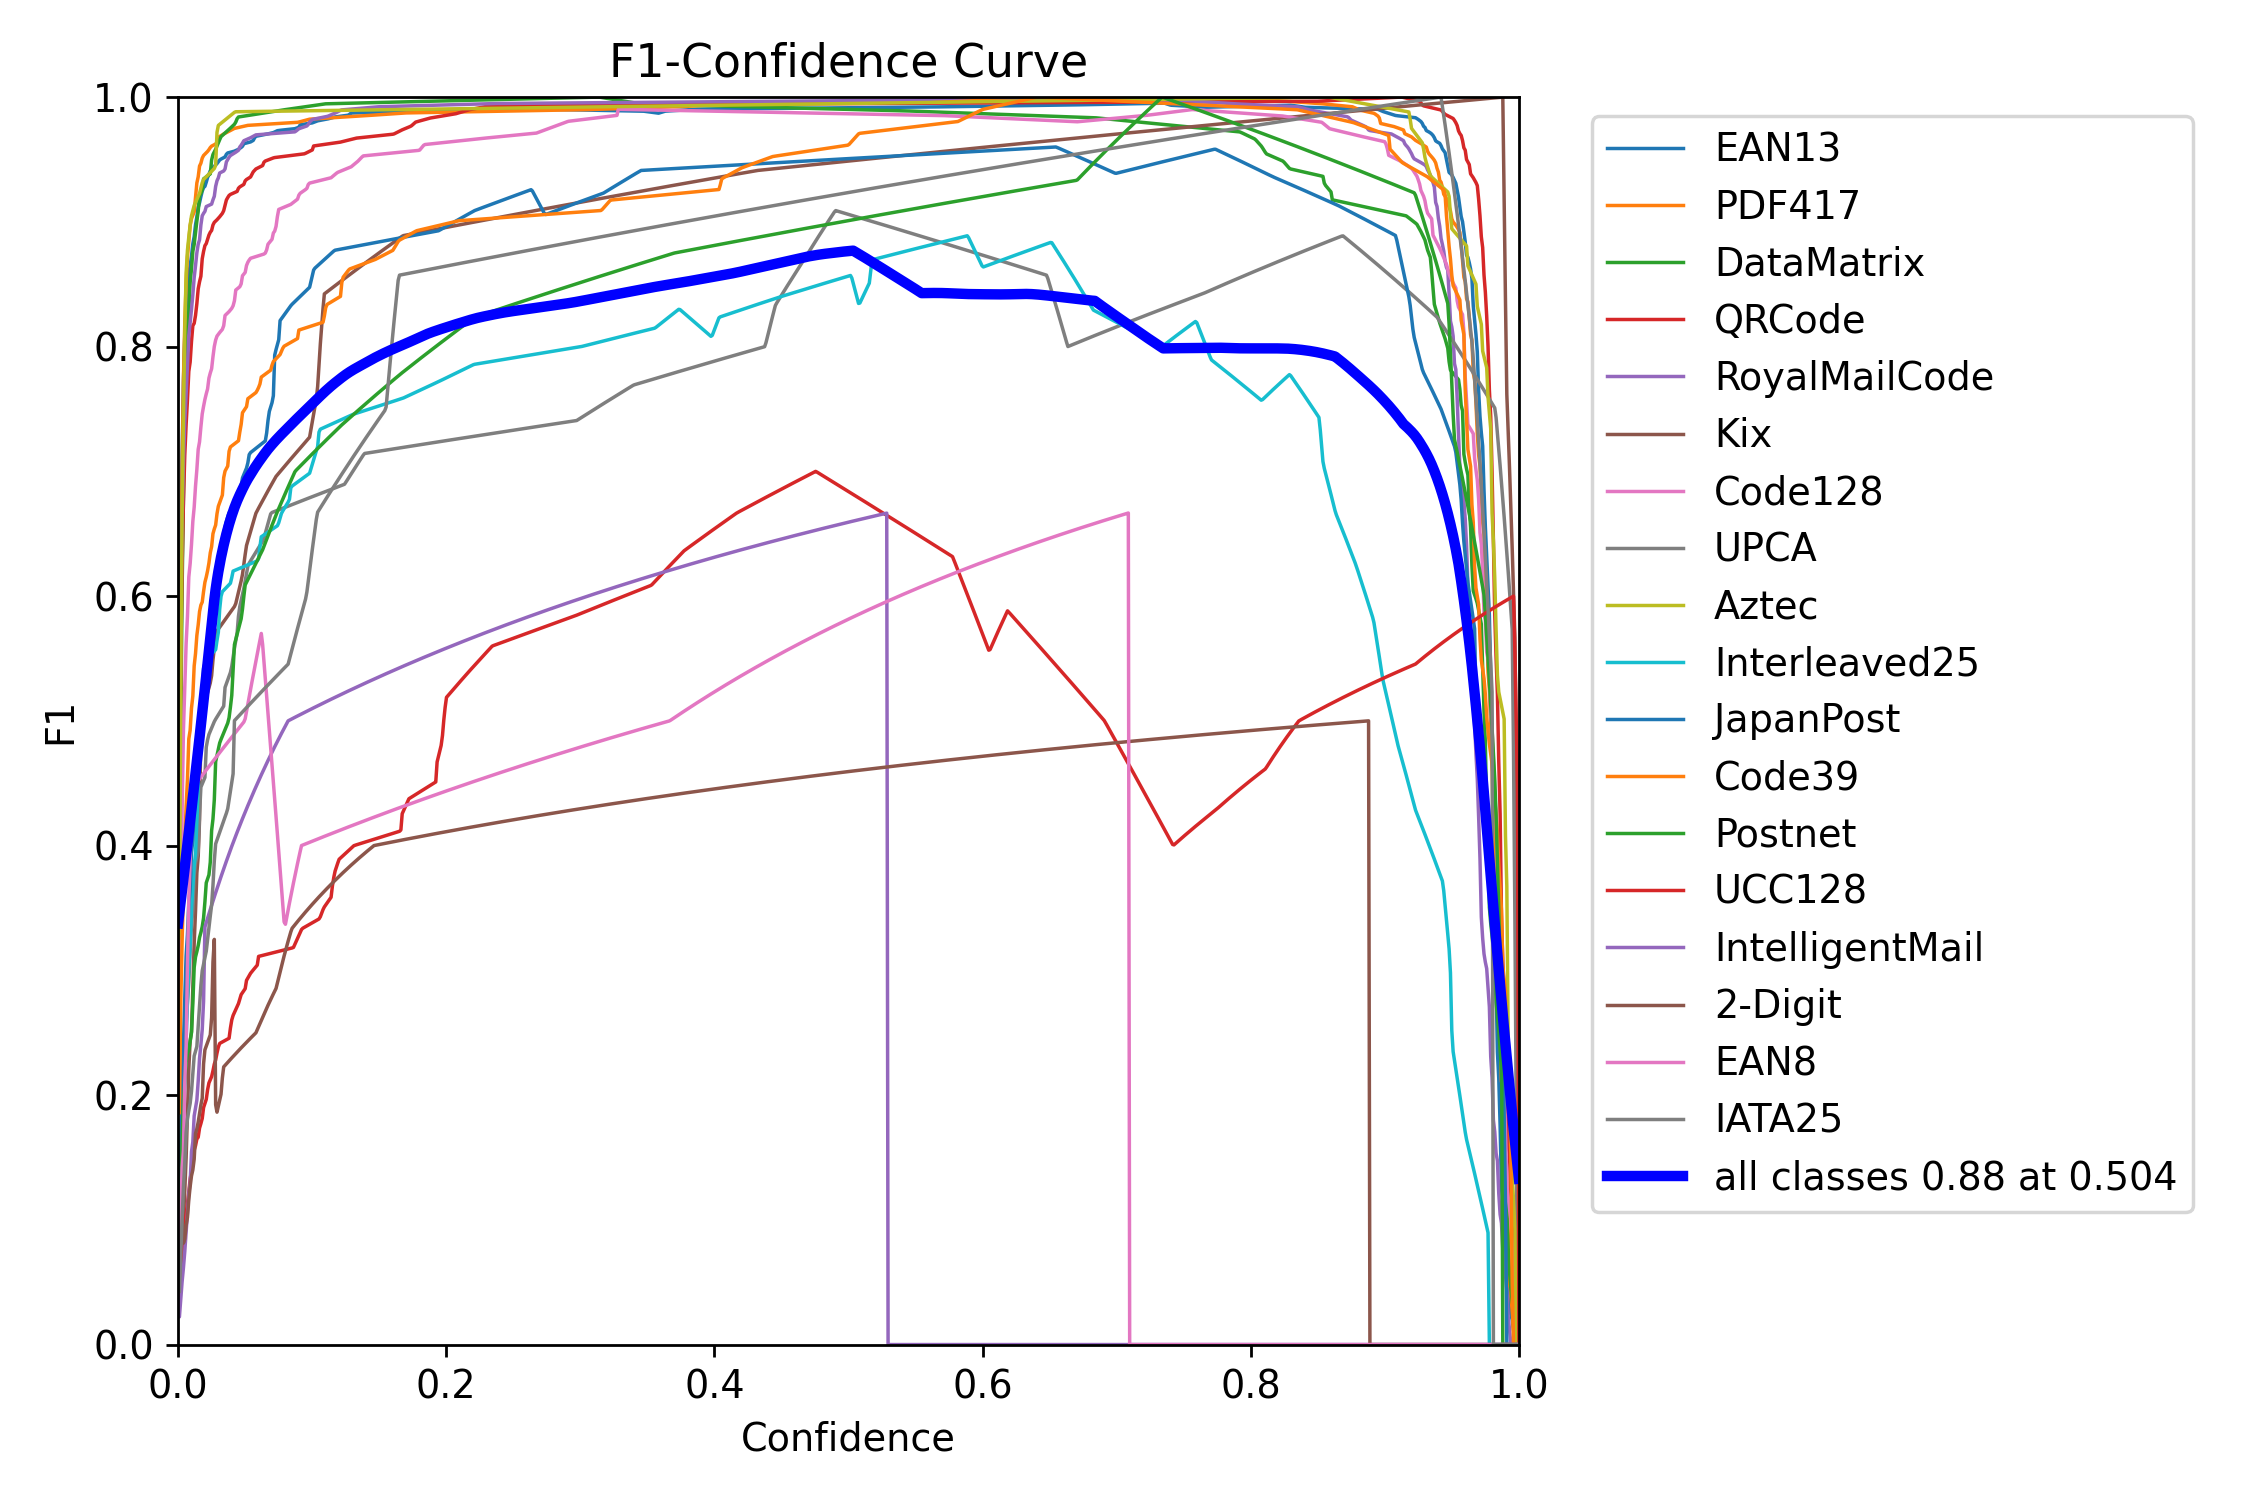 F1-Confidence Curve
1.0
0.8
0.6
0.4
0.2
0.0
F1
0.0 0.2 0.4 0.6 0.8 1.0
Confidence
EAN13
PDF417
DataMatrix
QRCode
RoyalMailCode
Kix
Code128
UPCA
Aztec
Interleaved25
JapanPost
Code39
Postnet
UCC128
IntelligentMail
2-Digit
EAN8
IATA25
all classes 0.88 at 0.504